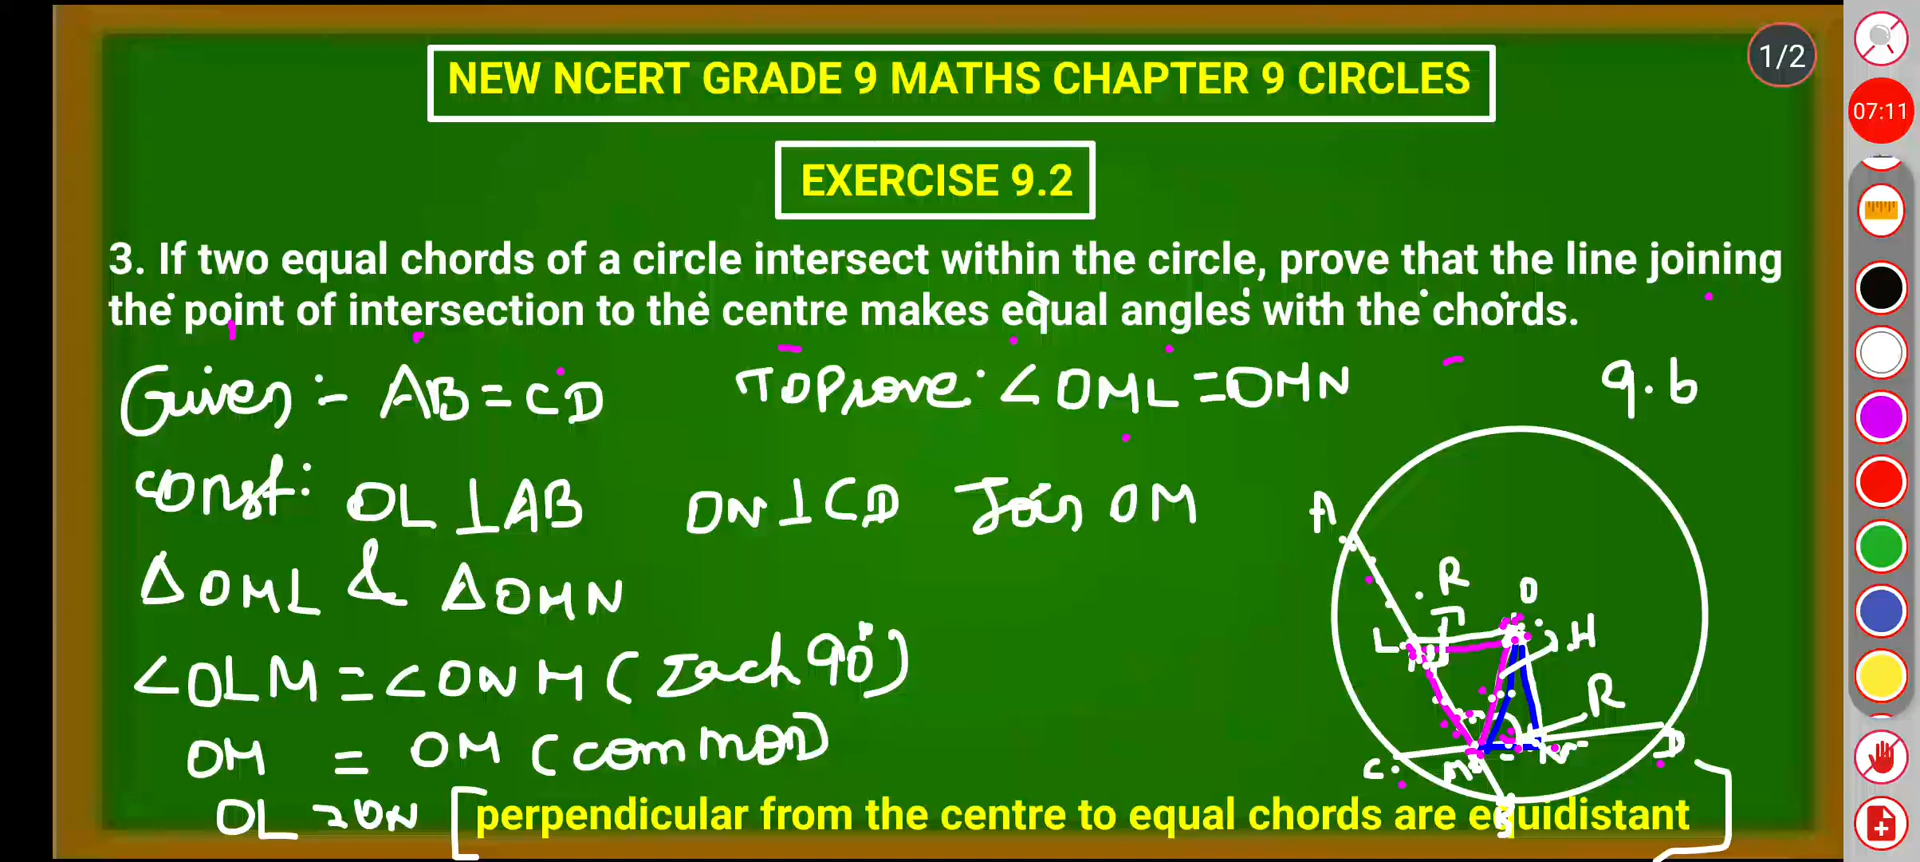 NEW NCERT GRADE 9 MATHS CHAPTER 9 CIRCLES
1/2
07:11
EXERCISE 9.2
3. If two equal chords of a circle intersect within the circle, prove that the line joining
the point of intersection to the centre makes equal angles with the chords.
Given :- AB = CD To Prove: ∠OML = OMN 9.6
Const: OL ⊥ AB ON ⊥ CD Join OM
A
△OML & △OMN
R
O
L
H
∠OLM = ∠ONM (Each 90°)
R
OM = OM (common)
C M N D
OL = ON [perpendicular from the centre to equal chords are equidistant]
B